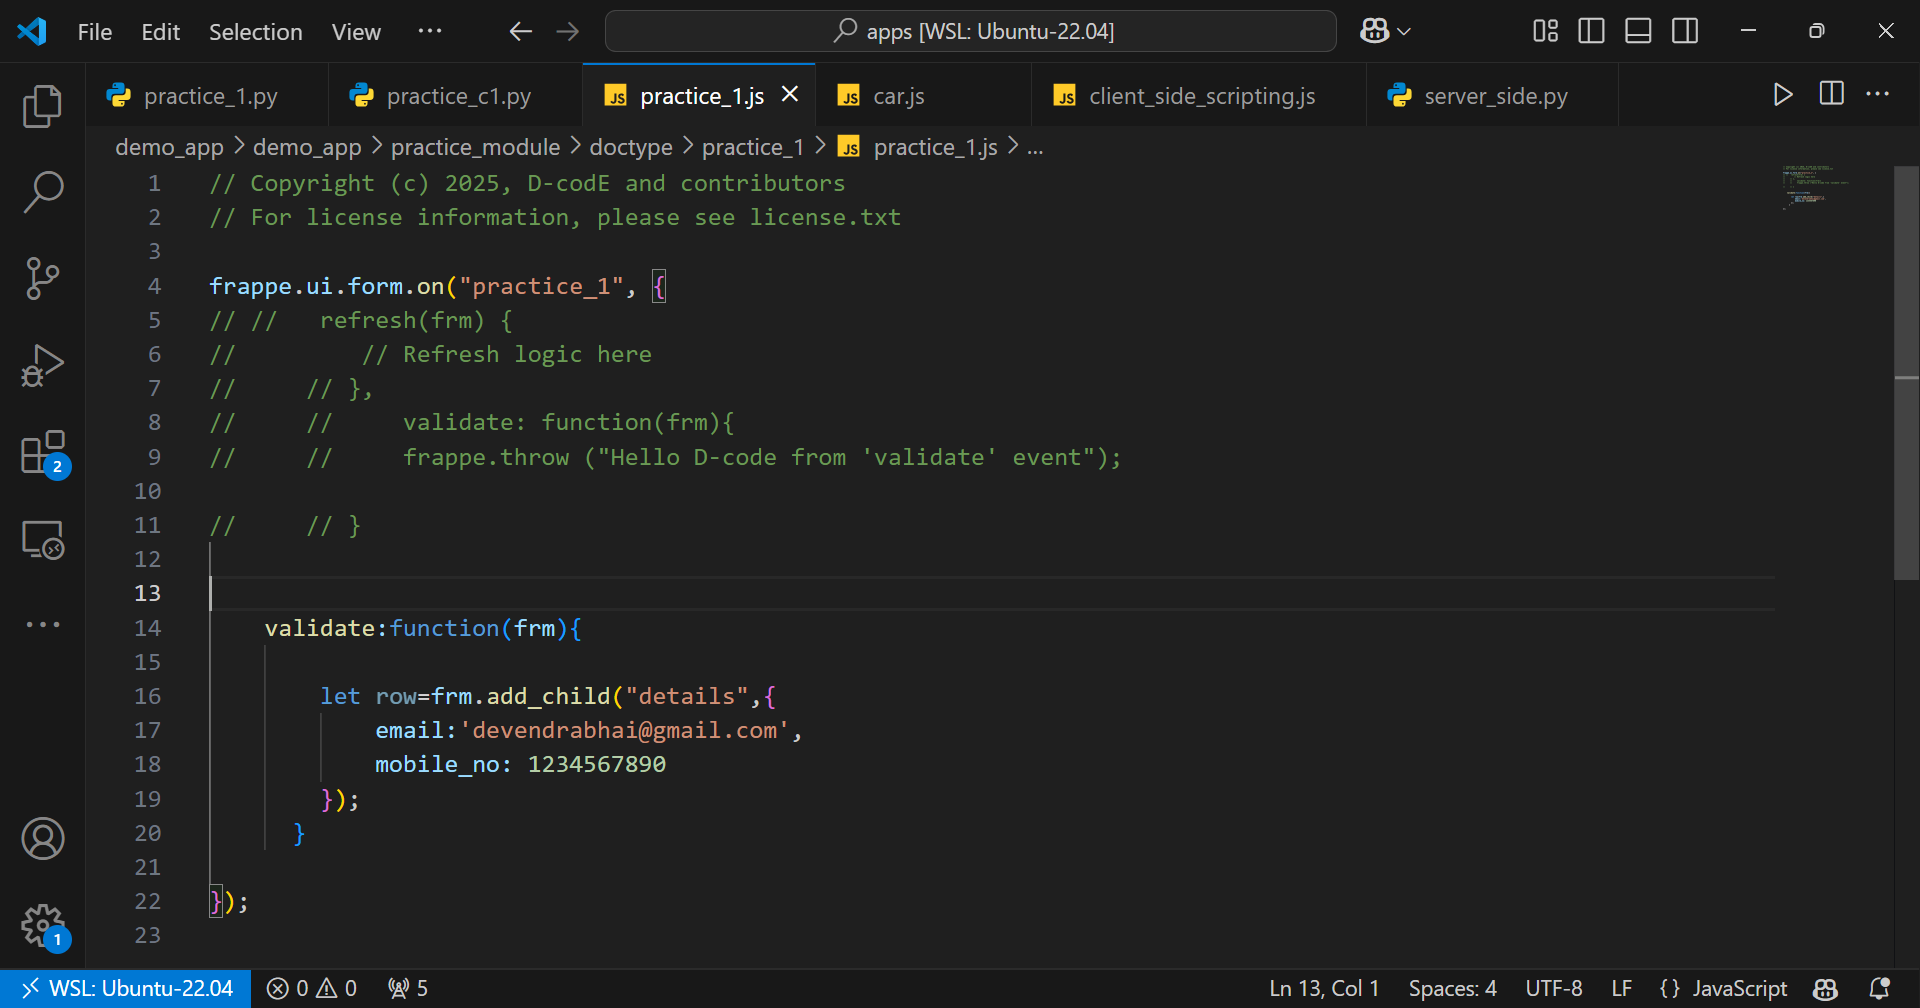 File Edit Selection View ··· apps [WSL: Ubuntu-22.04]
practice_1.py practice_c1.py JS practice_1.js JS car.js JS client_side_scripting.js server_side.py
demo_app > demo_app > practice_module > doctype > practice_1 > JS practice_1.js > ...
1 // Copyright (c) 2025, D-codE and contributors
2 // For license information, please see license.txt
3
4 frappe.ui.form.on("practice_1", {
5 // //   refresh(frm) {
6 //         // Refresh logic here
7 //     // },
8 //     //     validate: function(frm){
9 //     //     frappe.throw ("Hello D-code from 'validate' event");
10
11 //     // }
12
13
14     validate:function(frm){
15
16         let row=frm.add_child("details",{
17             email:'devendrabhai@gmail.com',
18             mobile_no: 1234567890
19         });
20       }
21
22 });
23
2
1
WSL: Ubuntu-22.04 0 0 5 Ln 13, Col 1 Spaces: 4 UTF-8 LF {} JavaScript